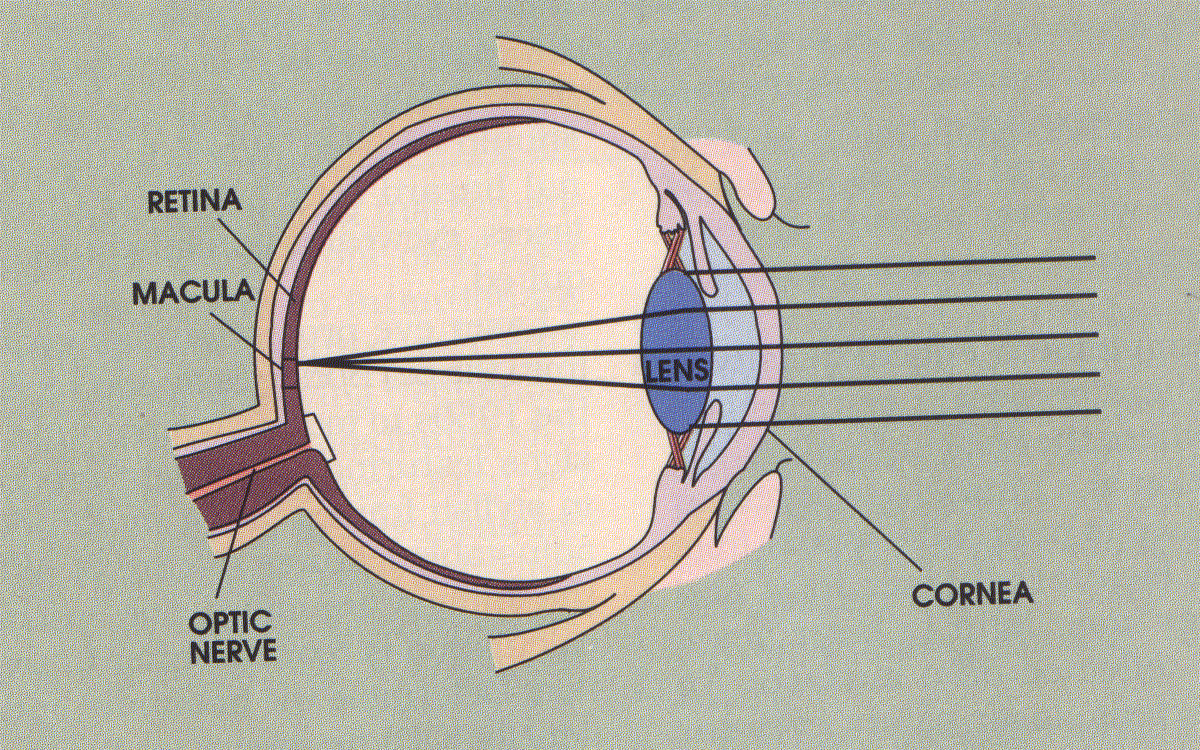 RETINA
MACULA
LENS
CORNEA
OPTIC
NERVE